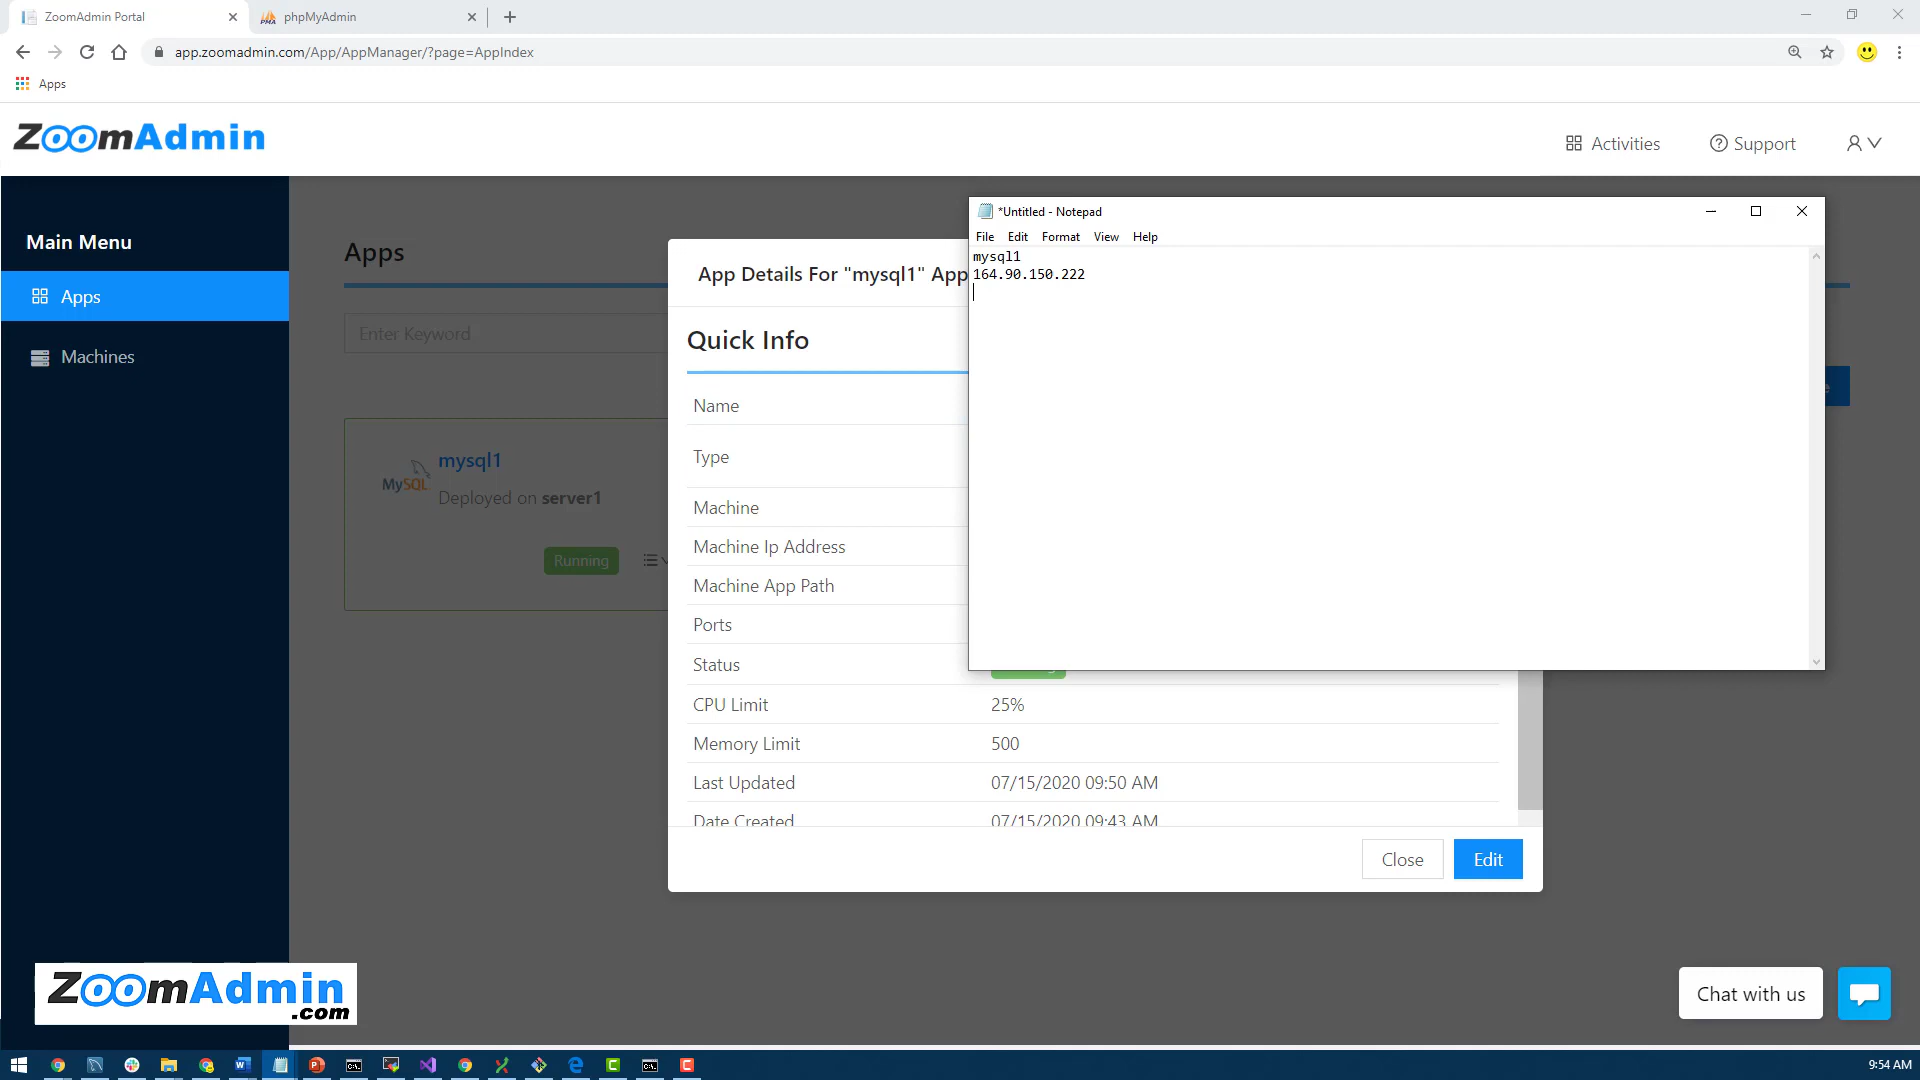 ZoomAdmin Portal
phpMyAdmin
app.zoomadmin.com/App/AppManager/?page=AppIndex
Apps
ZoomAdmin
Activities
Support
Main Menu
Apps
Machines
Apps
Enter Keyword
MySQL
mysql1
Deployed on server1
Running
App Details For "mysql1" App
Quick Info
Name
Type
Machine
Machine Ip Address
Machine App Path
Ports
Status
CPU Limit 25%
Memory Limit 500
Last Updated 07/15/2020 09:50 AM
Date Created 07/15/2020 09:43 AM
Close
Edit
*Untitled - Notepad
File Edit Format View Help
mysql1
164.90.150.222
ZoomAdmin
.com
Chat with us
9:54 AM